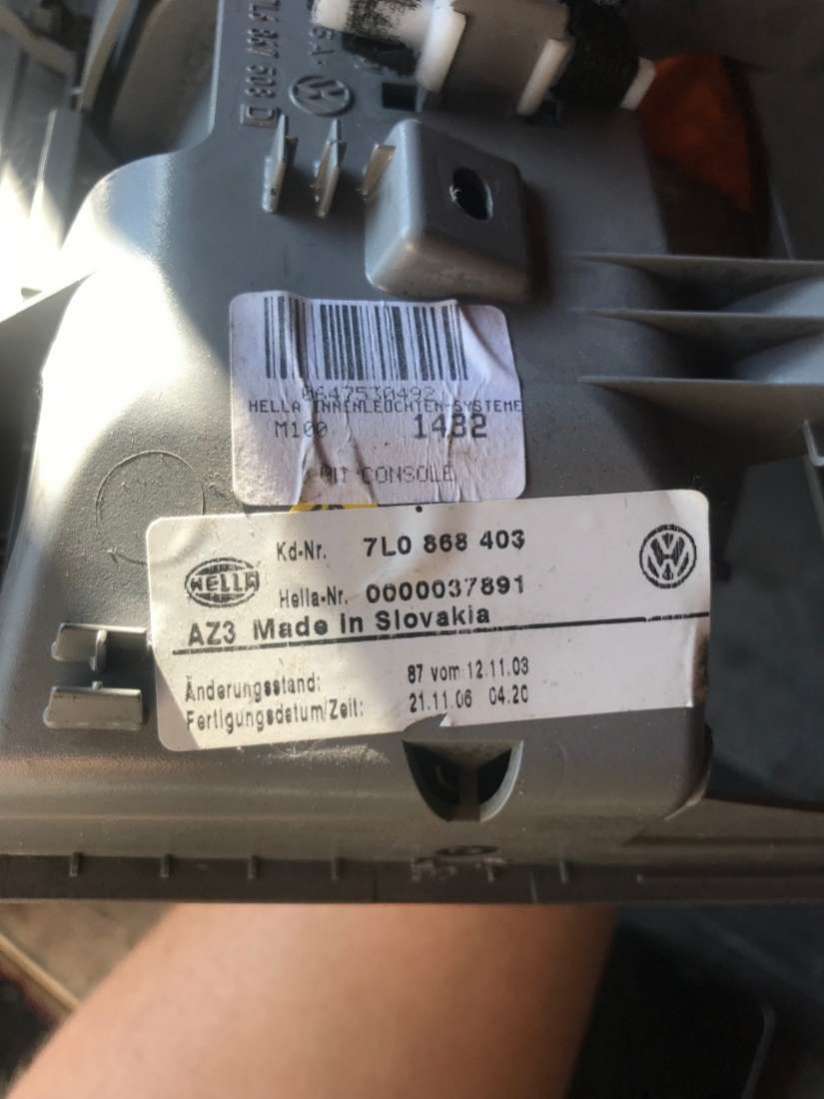 0647530492
HELLA INNENLEUCHTEN-SYSTEME
M100 1432
CONSOLE
Kd-Nr. 7L0 868 403
HELLA
Hella-Nr. 0000037891
AZ3 Made in Slovakia
Änderungsstand: 87 vom 12.11.03
Fertigungsdatum/Zeit: 21.11.06 04.20